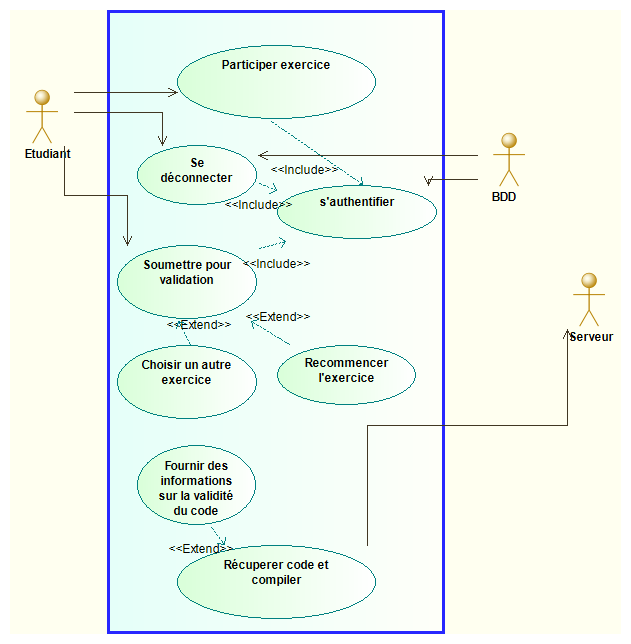 Participer exercice
Etudiant
Se
déconnecter
<<Include>>
BDD
s'authentifier
<<Include>>
Soumettre pour
validation
<<Include>>
<<Extend>>
<<Extend>>
Serveur
Choisir un autre
exercice
Recommencer
l'exercice
Fournir des
informations
sur la validité
du code
<<Extend>>
Récuperer code et
compiler